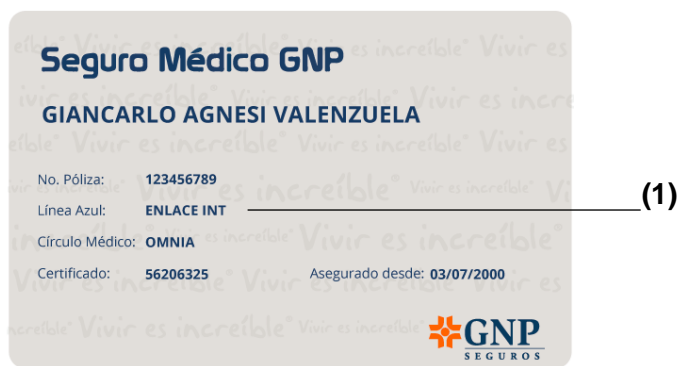 Seguro Médico GNP
GIANCARLO AGNESI VALENZUELA
No. Póliza: 123456789
Línea Azul: ENLACE INT
(1)
Círculo Médico: OMNIA
Certificado: 56206325 Asegurado desde: 03/07/2000
GNP
SEGUROS